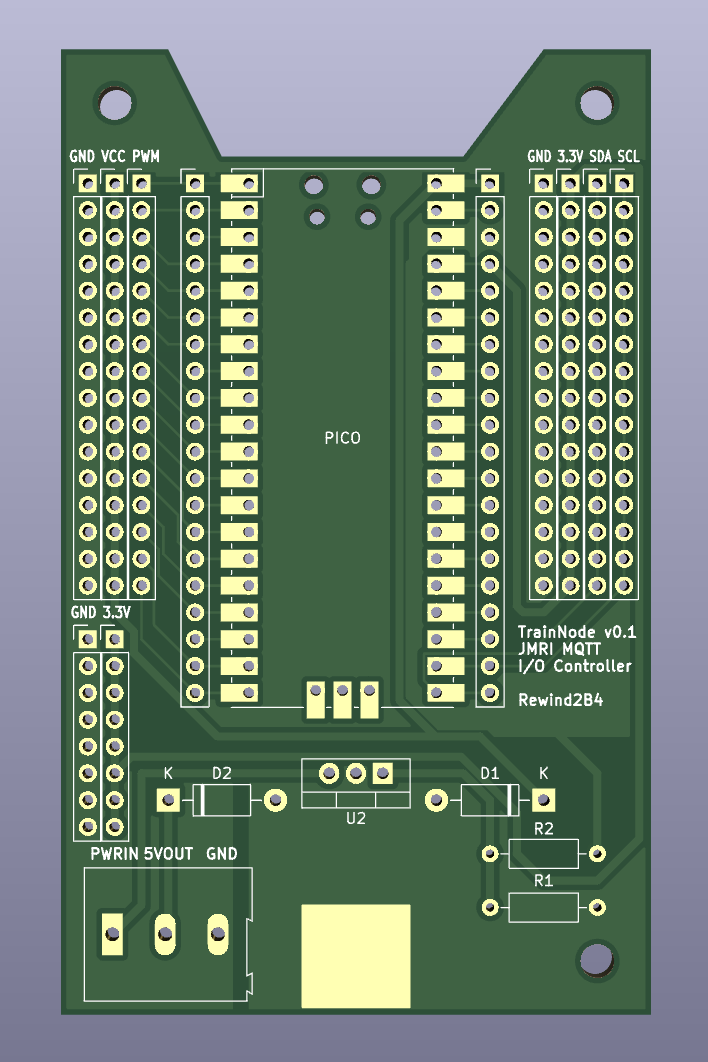 GND VCC PWM
GND 3.3V SDA SCL
PICO
GND 3.3V
TrainNode v0.1
JMRI MQTT
I/O Controller
Rewind2B4
K D2
D1 K
U2
R2
PWRIN 5VOUT GND
R1